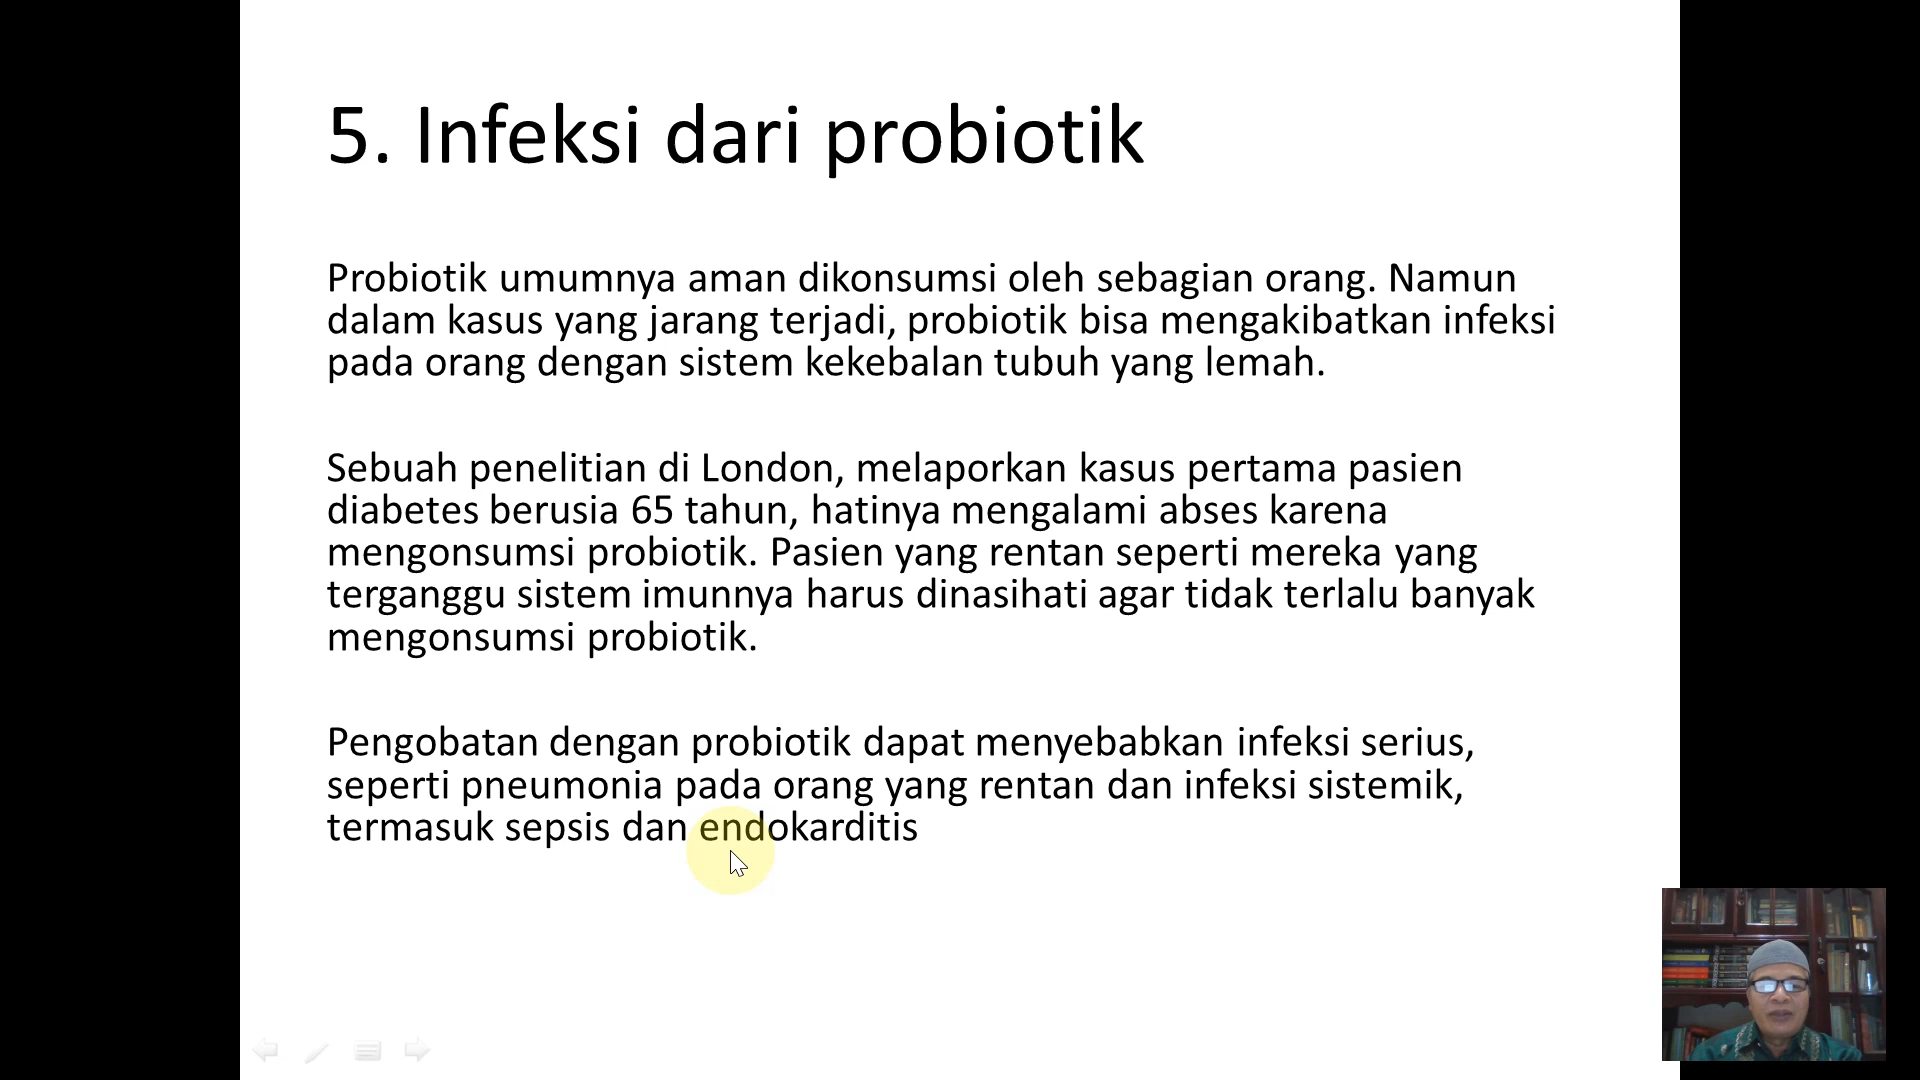 5. Infeksi dari probiotik
Probiotik umumnya aman dikonsumsi oleh sebagian orang. Namun
dalam kasus yang jarang terjadi, probiotik bisa mengakibatkan infeksi
pada orang dengan sistem kekebalan tubuh yang lemah.
Sebuah penelitian di London, melaporkan kasus pertama pasien
diabetes berusia 65 tahun, hatinya mengalami abses karena
mengonsumsi probiotik. Pasien yang rentan seperti mereka yang
terganggu sistem imunnya harus dinasihati agar tidak terlalu banyak
mengonsumsi probiotik.
Pengobatan dengan probiotik dapat menyebabkan infeksi serius,
seperti pneumonia pada orang yang rentan dan infeksi sistemik,
termasuk sepsis dan endokarditis